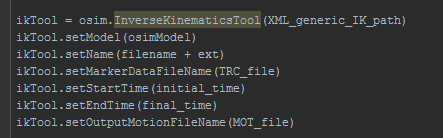 ikTool = osim.InverseKinematicsTool(XML_generic_IK_path)
ikTool.setModel(osimModel)
ikTool.setName(filename + ext)
ikTool.setMarkerDataFileName(TRC_file)
ikTool.setStartTime(initial_time)
ikTool.setEndTime(final_time)
ikTool.setOutputMotionFileName(MOT_file)